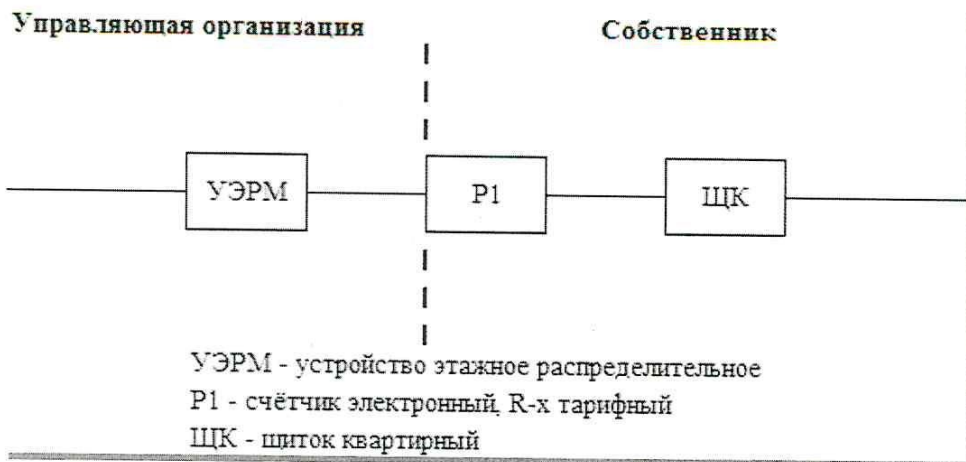 Управляющая организация
Собственник
УЭРМ
Р1
ЩК
УЭРМ - устройство этажное распределительное
Р1 - счётчик электронный, R-х тарифный
ЩК - щиток квартирный